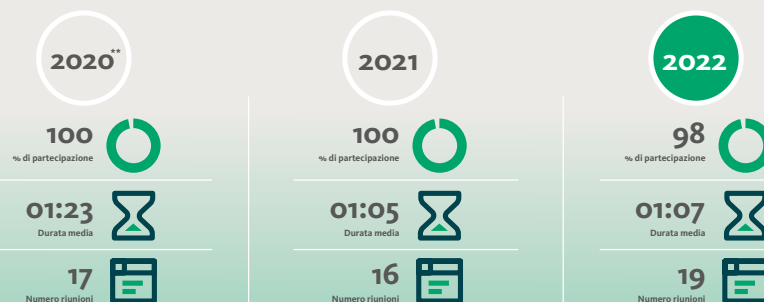 2020**
2021
2022
100
% di partecipazione
100
% di partecipazione
98
% di partecipazione
01:23
Durata media
01:05
Durata media
01:07
Durata media
17
Numero riunioni
16
Numero riunioni
19
Numero riunioni